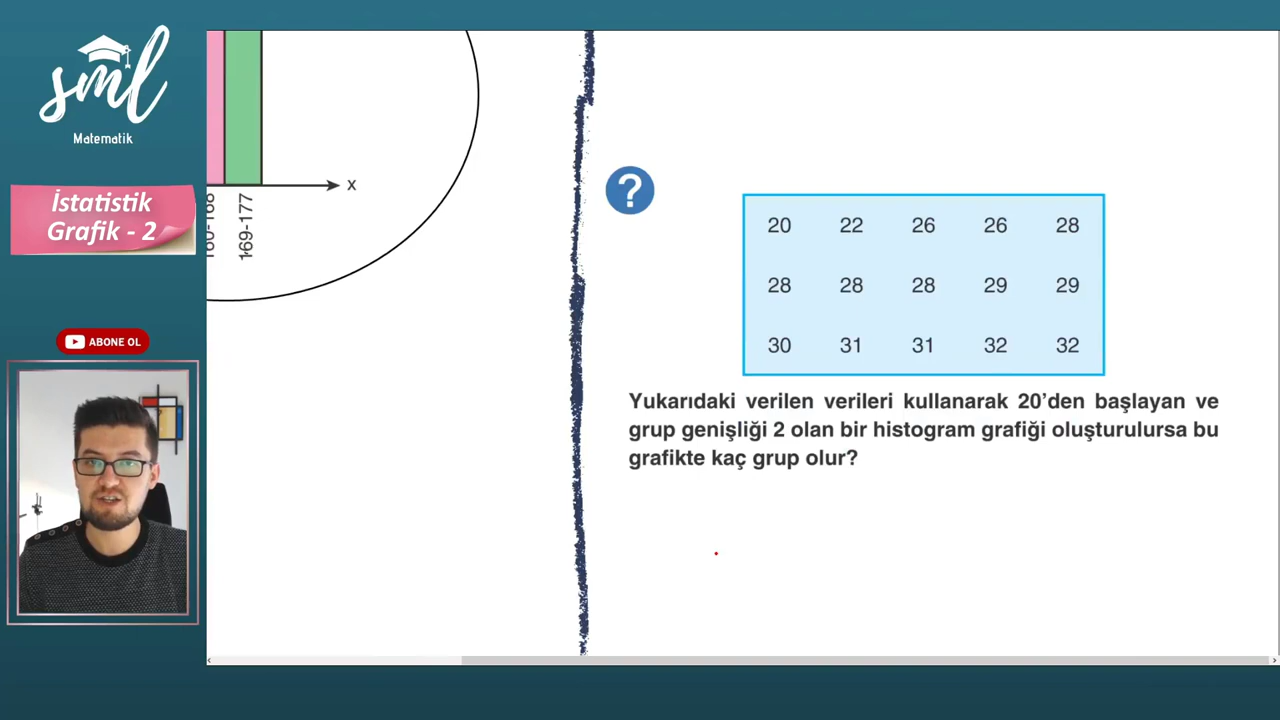 sml
Matematik
İstatistik
Grafik - 2
ABONE OL
x
160-168
169-177
?
20 22 26 26 28
28 28 28 29 29
30 31 31 32 32
Yukarıdaki verilen verileri kullanarak 20’den başlayan ve
grup genişliği 2 olan bir histogram grafiği oluşturulursa bu
grafikte kaç grup olur?